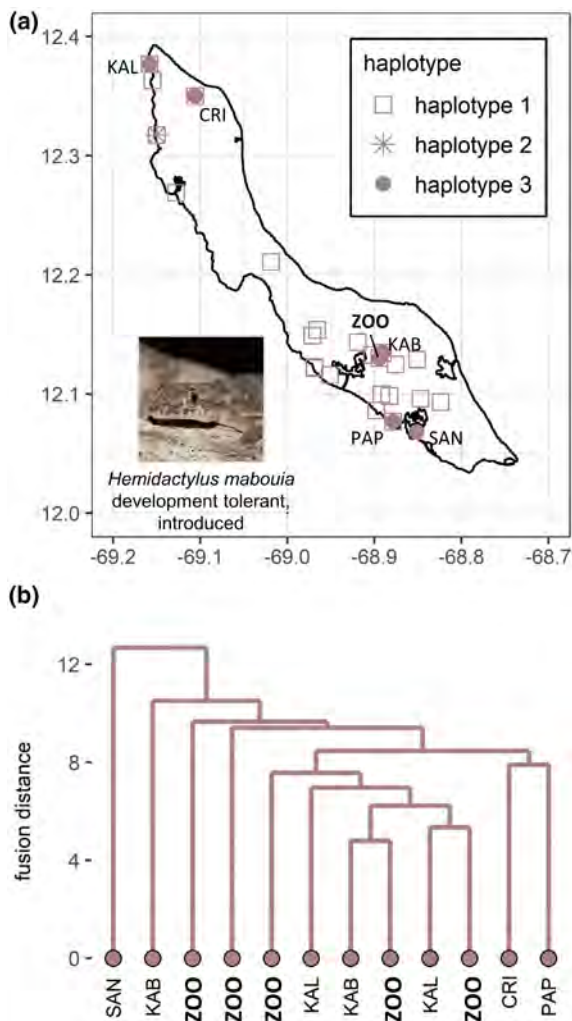 (a)
12.4
12.3
12.2
12.1
12.0
KAL
CRI
haplotype
haplotype 1
haplotype 2
haplotype 3
ZOO
KAB
PAP
SAN
Hemidactylus mabouia
development tolerant,
introduced
-69.2 -69.1 -69.0 -68.9 -68.8 -68.7
(b)
fusion distance
12
8
4
0
SAN KAB ZOO ZOO ZOO KAL KAB ZOO KAL ZOO CRI PAP